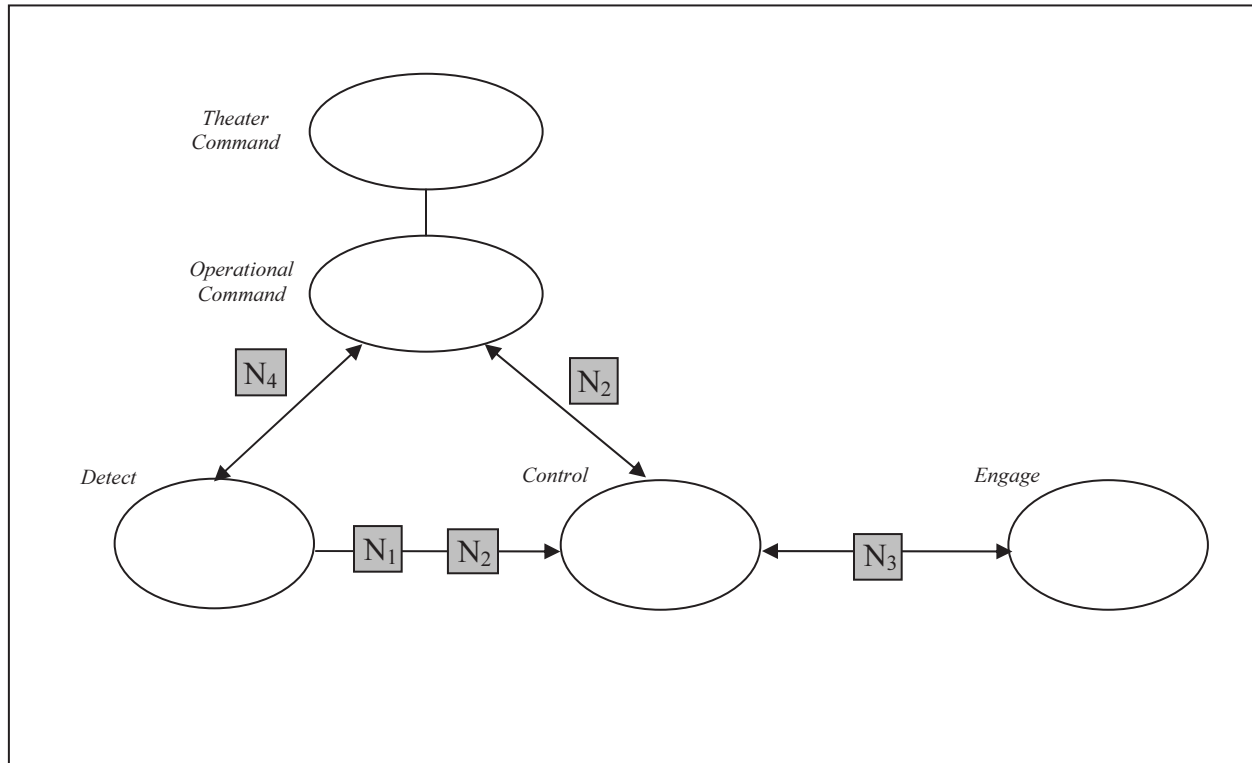 Theater
Command
Operational
Command
N₄
N₂
Detect
Control
Engage
N₁
N₂
N₃